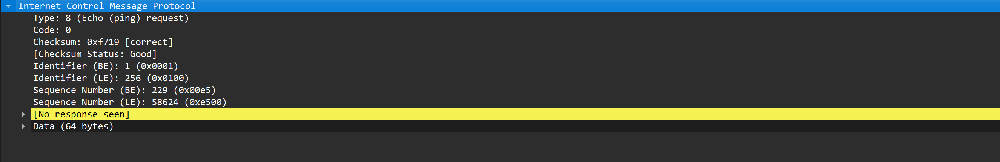 Internet Control Message Protocol
Type: 8 (Echo (ping) request)
Code: 0
Checksum: 0xf719 [correct]
[Checksum Status: Good]
Identifier (BE): 1 (0x0001)
Identifier (LE): 256 (0x0100)
Sequence Number (BE): 229 (0x00e5)
Sequence Number (LE): 58624 (0xe500)
[No response seen]
Data (64 bytes)